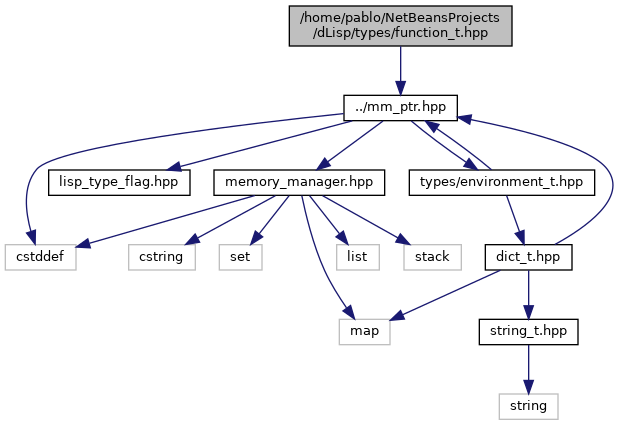 /home/pablo/NetBeansProjects
/dLisp/types/function_t.hpp
../mm_ptr.hpp
lisp_type_flag.hpp
memory_manager.hpp
types/environment_t.hpp
cstddef
cstring
set
list
stack
dict_t.hpp
map
string_t.hpp
string